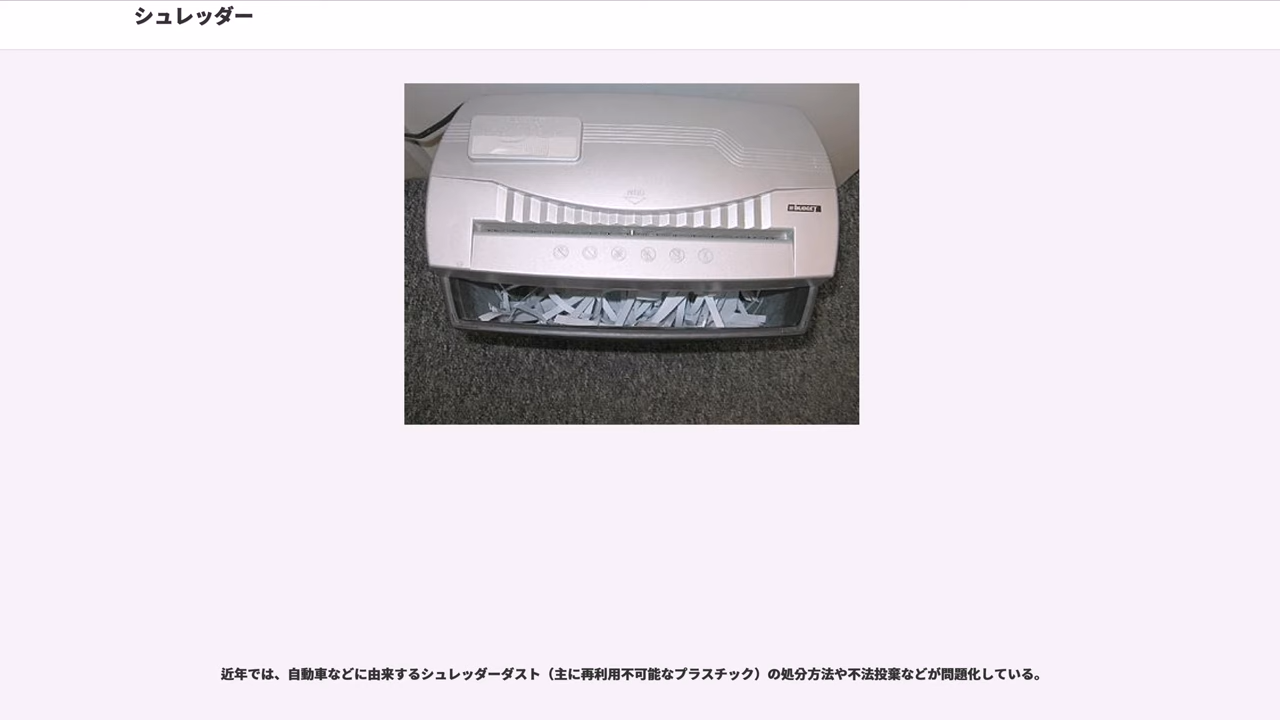 シュレッダー
近年では、自動車などに由来するシュレッダーダスト（主に再利用不可能なプラスチック）の処分方法や不法投棄などが問題化している。